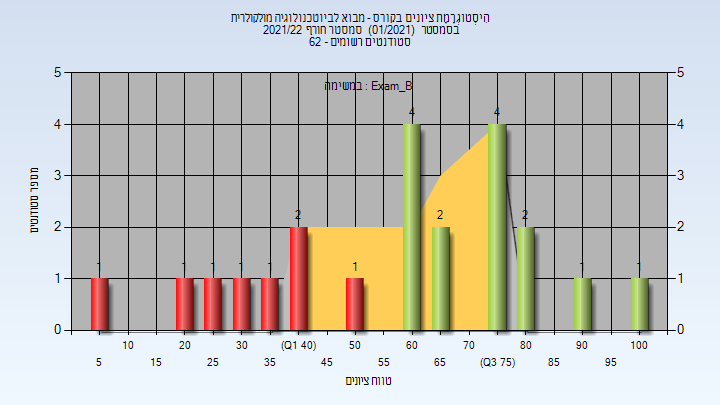 הִיסְטוֹגְרָמָת ציונים בקורס - מבוא לביוטכנולוגיה מולקולרית
בסמסטר (01/2021) סמסטר חורף 2021/22
סטודנטים רשומים - 62
במשימה : Exam_B
5 5
4 4 4 4
3 3
מספר סטודנטים
2 2 2 2 2
1 1 1 1 1 1 1 1 1 1
0 0
10 20 30 (Q1 40) 50 60 70 80 90 100
5 15 25 35 45 55 65 (Q3 75) 85 95
טווח ציונים